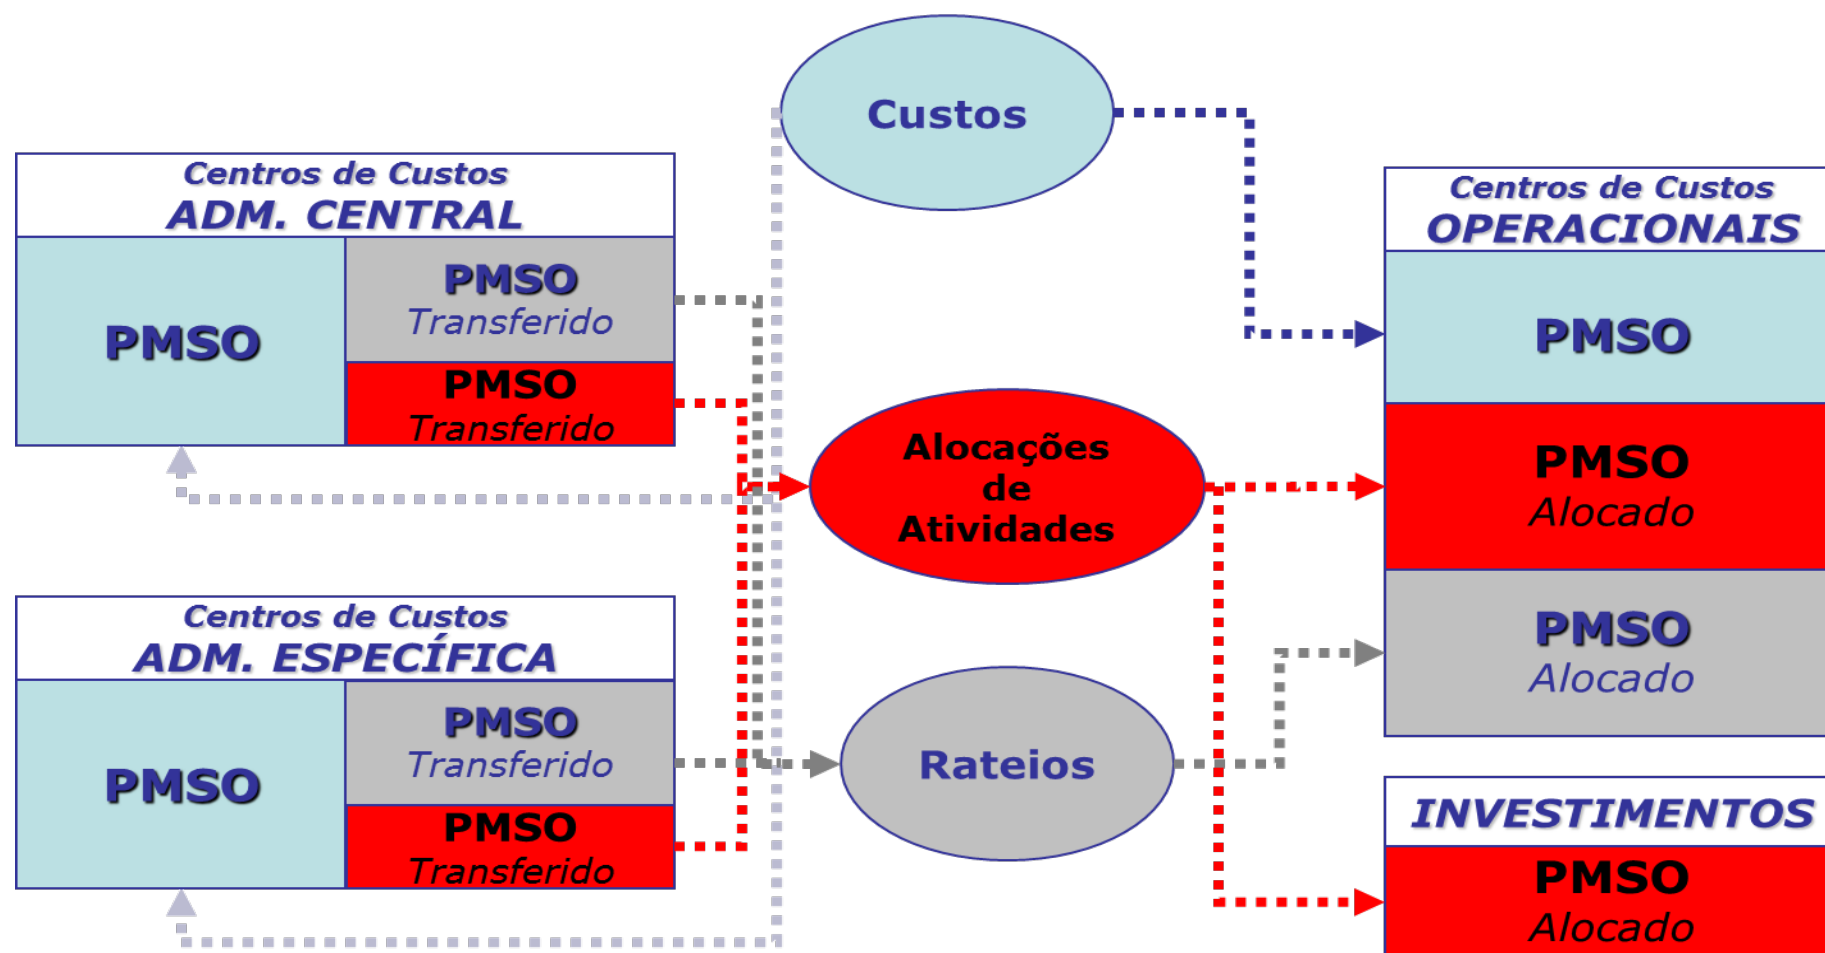 Custos
Centros de Custos
ADM. CENTRAL
PMSO
PMSO
Transferido
PMSO
Transferido
Centros de Custos
ADM. ESPECÍFICA
PMSO
PMSO
Transferido
PMSO
Transferido
Alocações
de
Atividades
Rateios
Centros de Custos
OPERACIONAIS
PMSO
PMSO
Alocado
PMSO
Alocado
INVESTIMENTOS
PMSO
Alocado